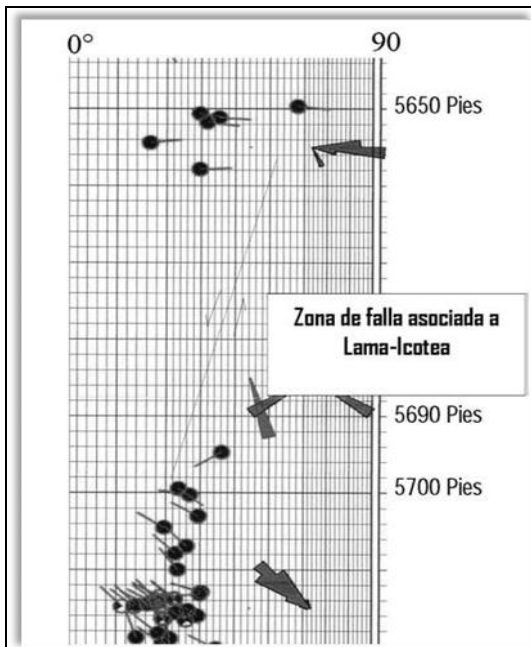 0° 90
5650 Pies
Zona de falla asociada a
Lama-Icotea
5690 Pies
5700 Pies